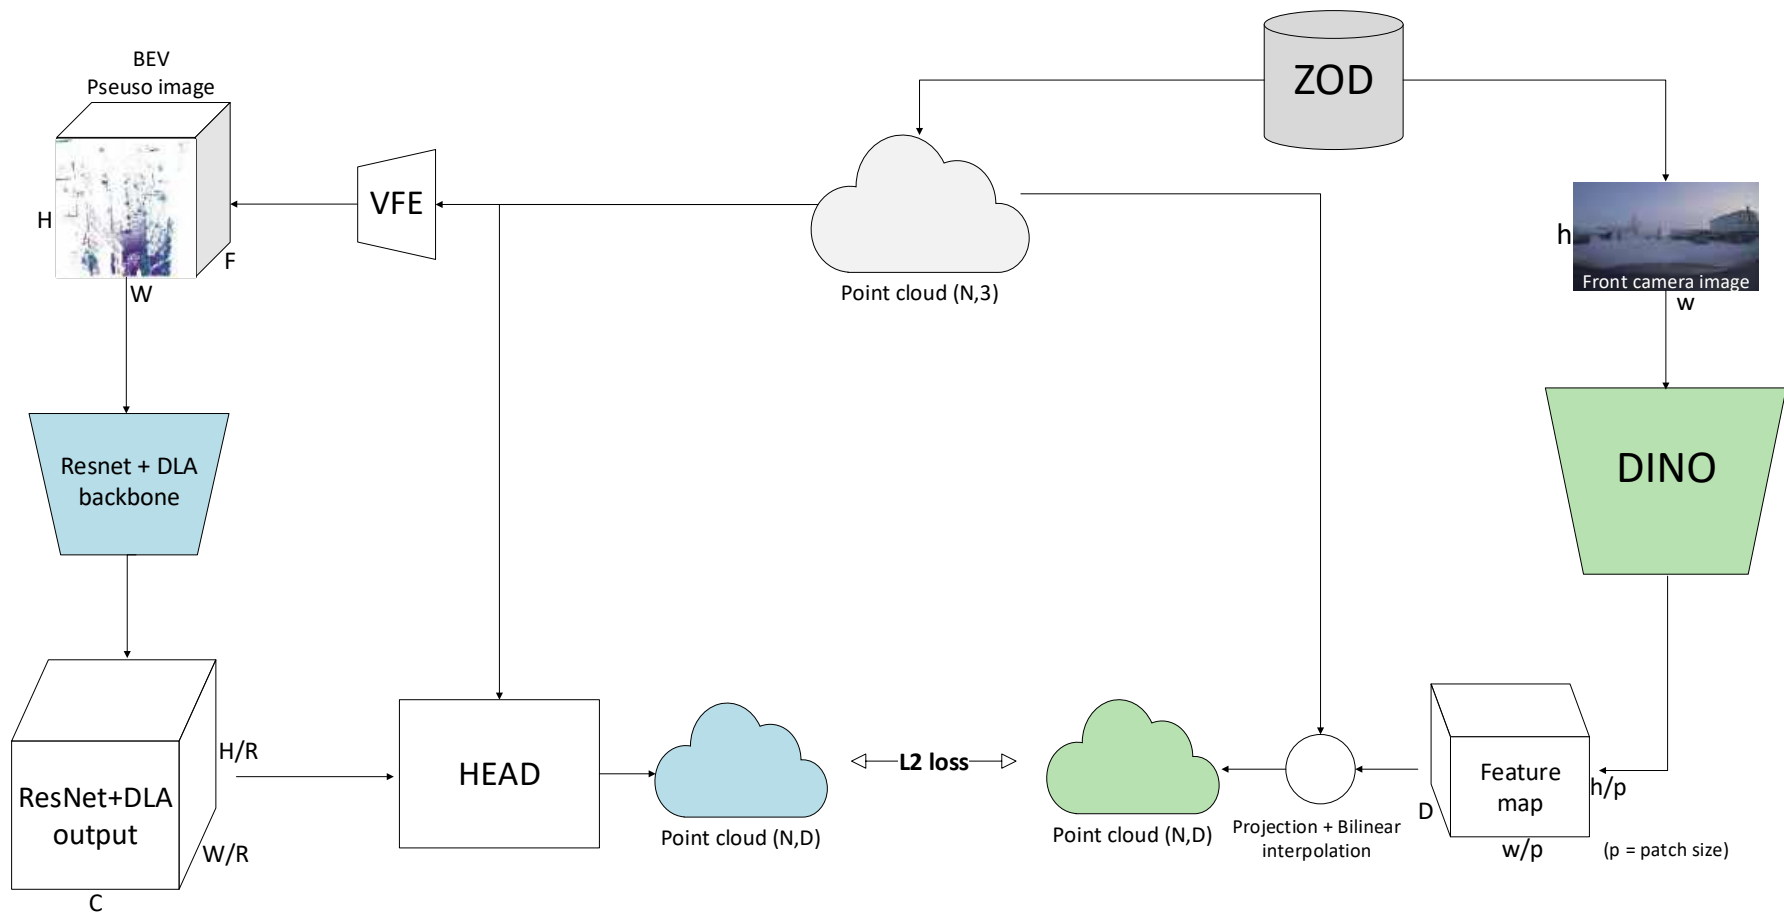 BEV
Pseuso image
H
F
W
VFE
ZOD
Point cloud (N,3)
h
Front camera image
w
Resnet + DLA
backbone
DINO
ResNet+DLA
output
H/R
W/R
C
HEAD
Point cloud (N,D)
L2 loss
Point cloud (N,D)
Projection + Bilinear
interpolation
D
Feature
map
h/p
w/p
(p = patch size)